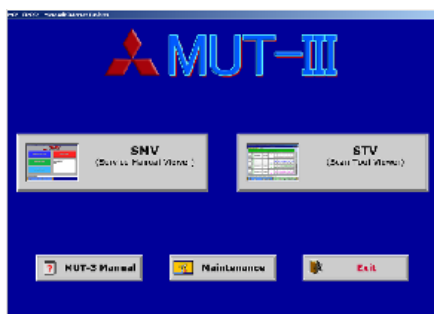 MUT-III
SMV
(Service Manual Viewer)
STV
(Scan Tool Viewer)
MUT-3 Manual
Maintenance
Exit